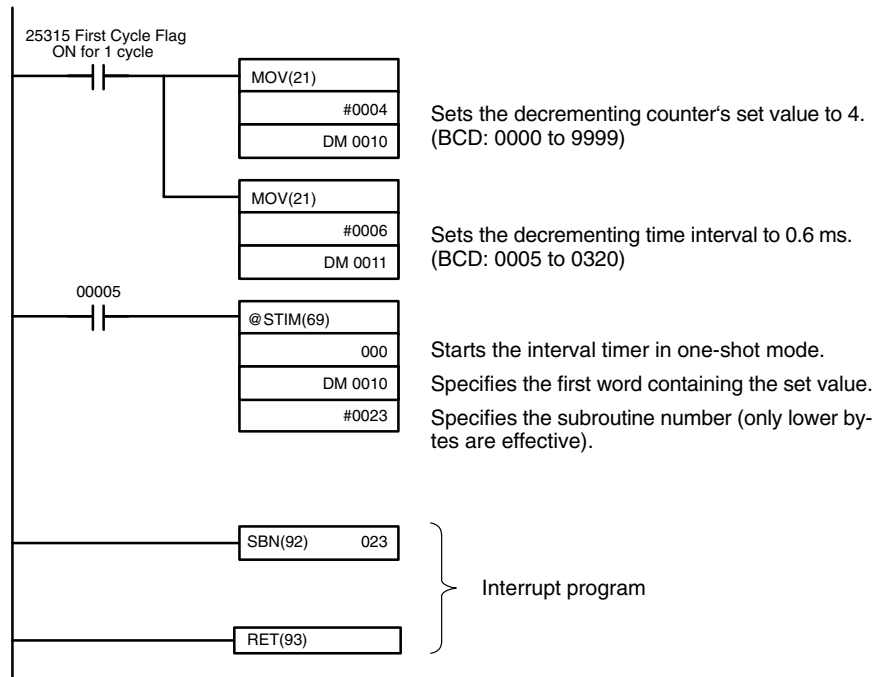 25315 First Cycle Flag
ON for 1 cycle
MOV(21)
#0004
DM 0010
Sets the decrementing counter‘s set value to 4.
(BCD: 0000 to 9999)
MOV(21)
#0006
DM 0011
Sets the decrementing time interval to 0.6 ms.
(BCD: 0005 to 0320)
00005
@STIM(69)
000
Starts the interval timer in one-shot mode.
DM 0010
Specifies the first word containing the set value.
#0023
Specifies the subroutine number (only lower by-
tes are effective).
SBN(92) 023
Interrupt program
RET(93)